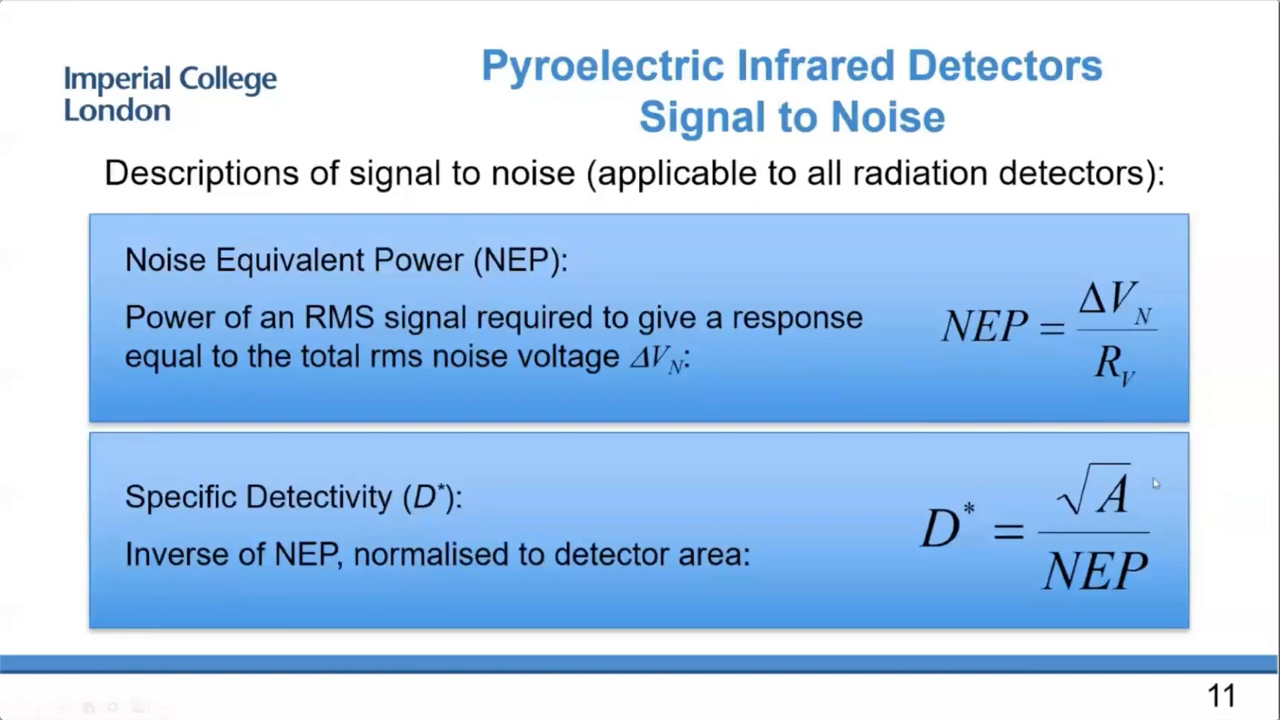 Imperial College
London
Pyroelectric Infrared Detectors
Signal to Noise
Descriptions of signal to noise (applicable to all radiation detectors):
Noise Equivalent Power (NEP):
Power of an RMS signal required to give a response
equal to the total rms noise voltage ΔV_N:
NEP = ΔV_N / R_V
Specific Detectivity (D*):
Inverse of NEP, normalised to detector area:
D* = √A / NEP
11